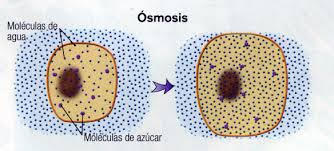 Ósmosis
Moléculas de
agua
Moléculas de azúcar